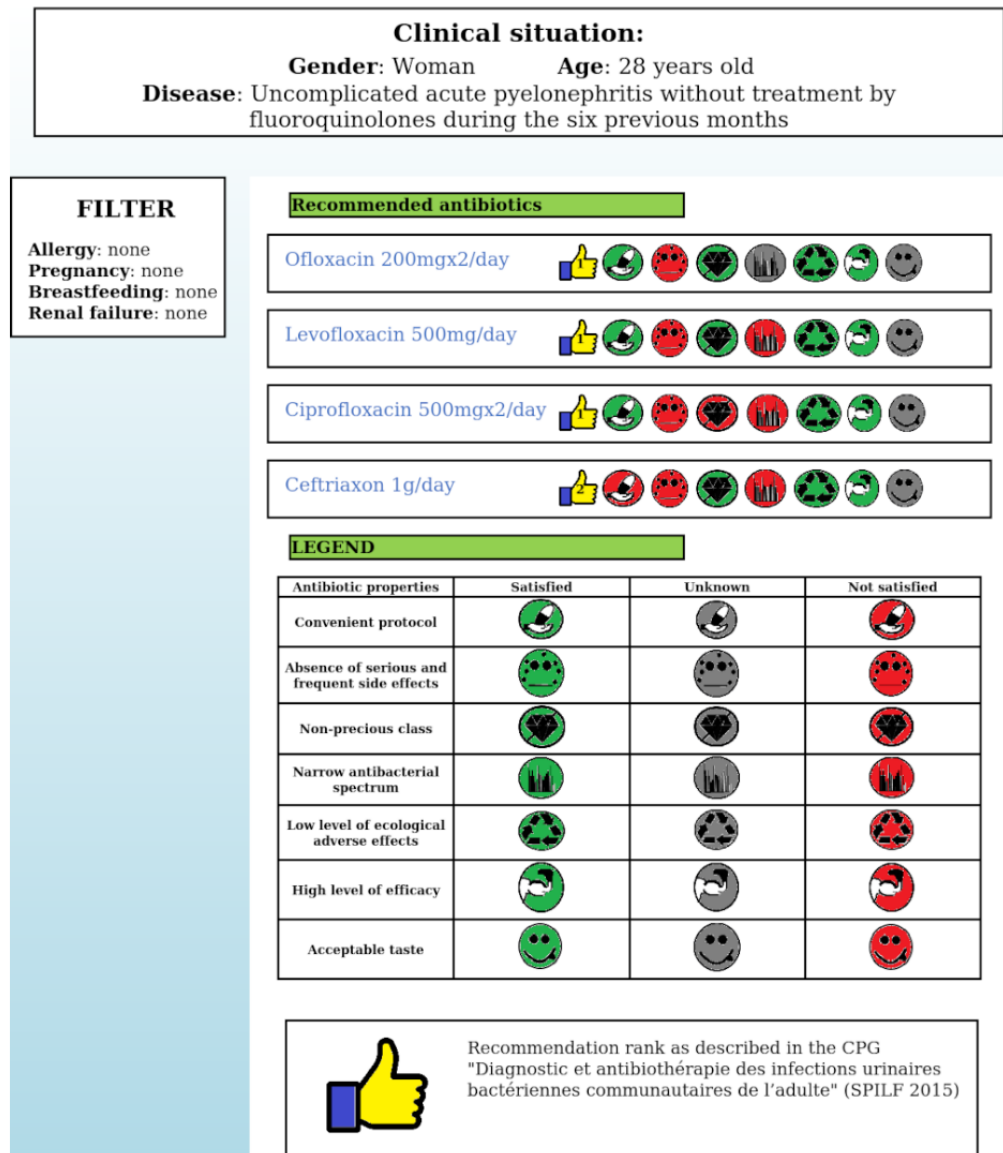 Clinical situation:
Gender: Woman Age: 28 years old
Disease: Uncomplicated acute pyelonephritis without treatment by
fluoroquinolones during the six previous months
FILTER
Allergy: none
Pregnancy: none
Breastfeeding: none
Renal failure: none
Recommended antibiotics
Ofloxacin 200mgx2/day 1
Levofloxacin 500mg/day 1
Ciprofloxacin 500mgx2/day 1
Ceftriaxon 1g/day 2
LEGEND
Antibiotic properties Satisfied Unknown Not satisfied
Convenient protocol
Absence of serious and
frequent side effects
Non-precious class
Narrow antibacterial
spectrum
Low level of ecological
adverse effects
High level of efficacy
Acceptable taste
Recommendation rank as described in the CPG
"Diagnostic et antibiothérapie des infections urinaires
bactériennes communautaires de l’adulte" (SPILF 2015)